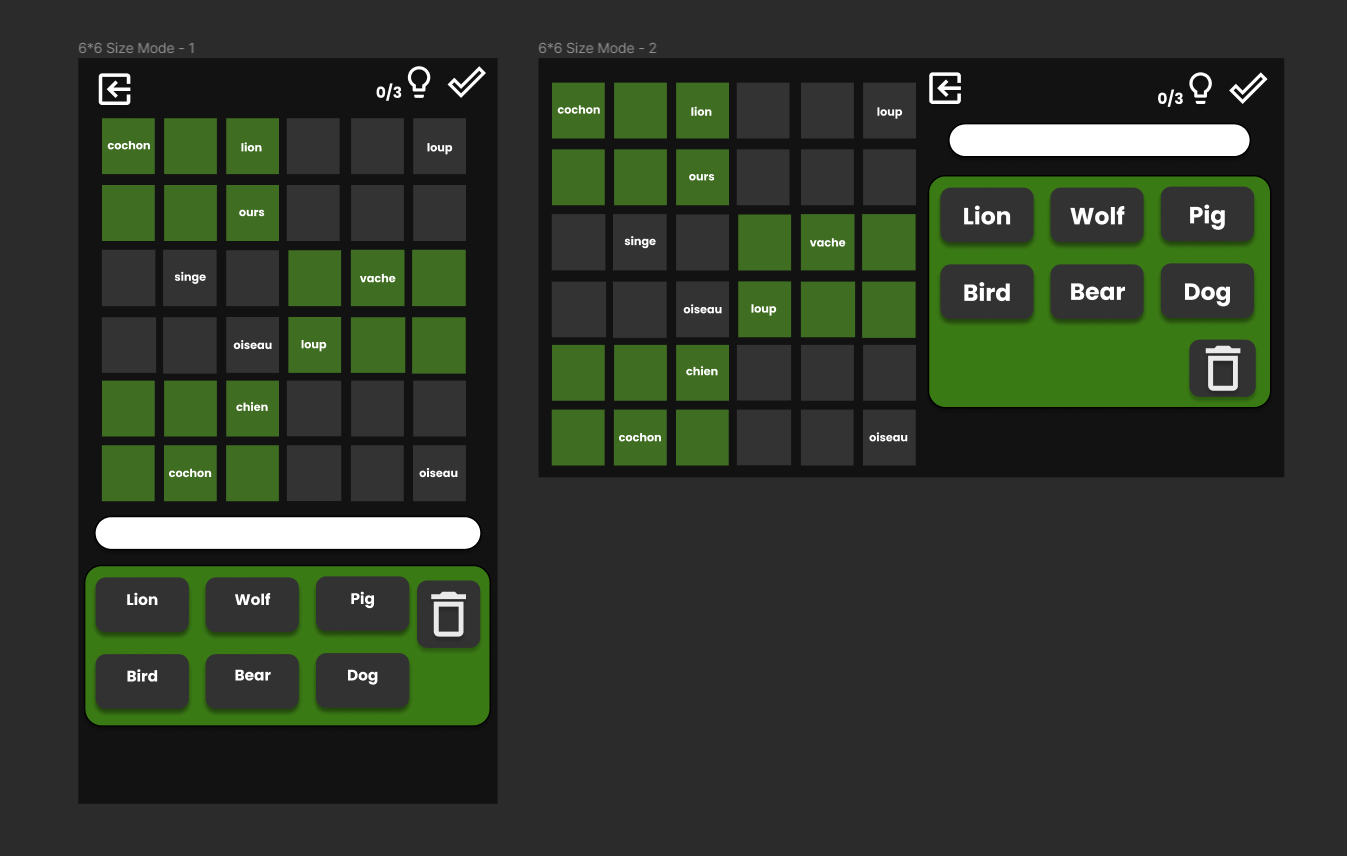 6*6 Size Mode - 1
0/3
cochon lion loup
ours
singe vache
oiseau loup
chien
cochon oiseau
Lion Wolf Pig
Bird Bear Dog
6*6 Size Mode - 2
0/3
cochon lion loup
ours
singe vache
oiseau loup
chien
cochon oiseau
Lion Wolf Pig
Bird Bear Dog